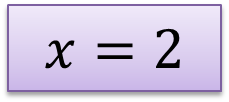 x = 2